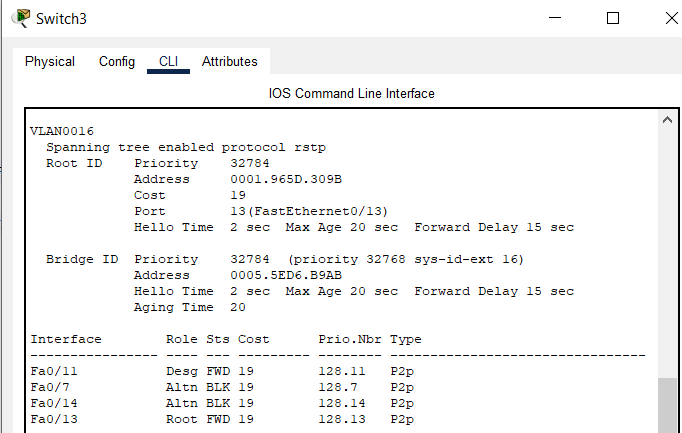 Switch3
Physical Config CLI Attributes
IOS Command Line Interface
VLAN0016
  Spanning tree enabled protocol rstp
  Root ID    Priority    32784
             Address     0001.965D.309B
             Cost        19
             Port        13(FastEthernet0/13)
             Hello Time  2 sec  Max Age 20 sec  Forward Delay 15 sec

  Bridge ID  Priority    32784  (priority 32768 sys-id-ext 16)
             Address     0005.5ED6.B9AB
             Hello Time  2 sec  Max Age 20 sec  Forward Delay 15 sec
             Aging Time  20

Interface        Role Sts Cost      Prio.Nbr Type
---------------- ---- --- --------- -------- --------------------------------
Fa0/11           Desg FWD 19        128.11   P2p
Fa0/7            Altn BLK 19        128.7    P2p
Fa0/14           Altn BLK 19        128.14   P2p
Fa0/13           Root FWD 19        128.13   P2p